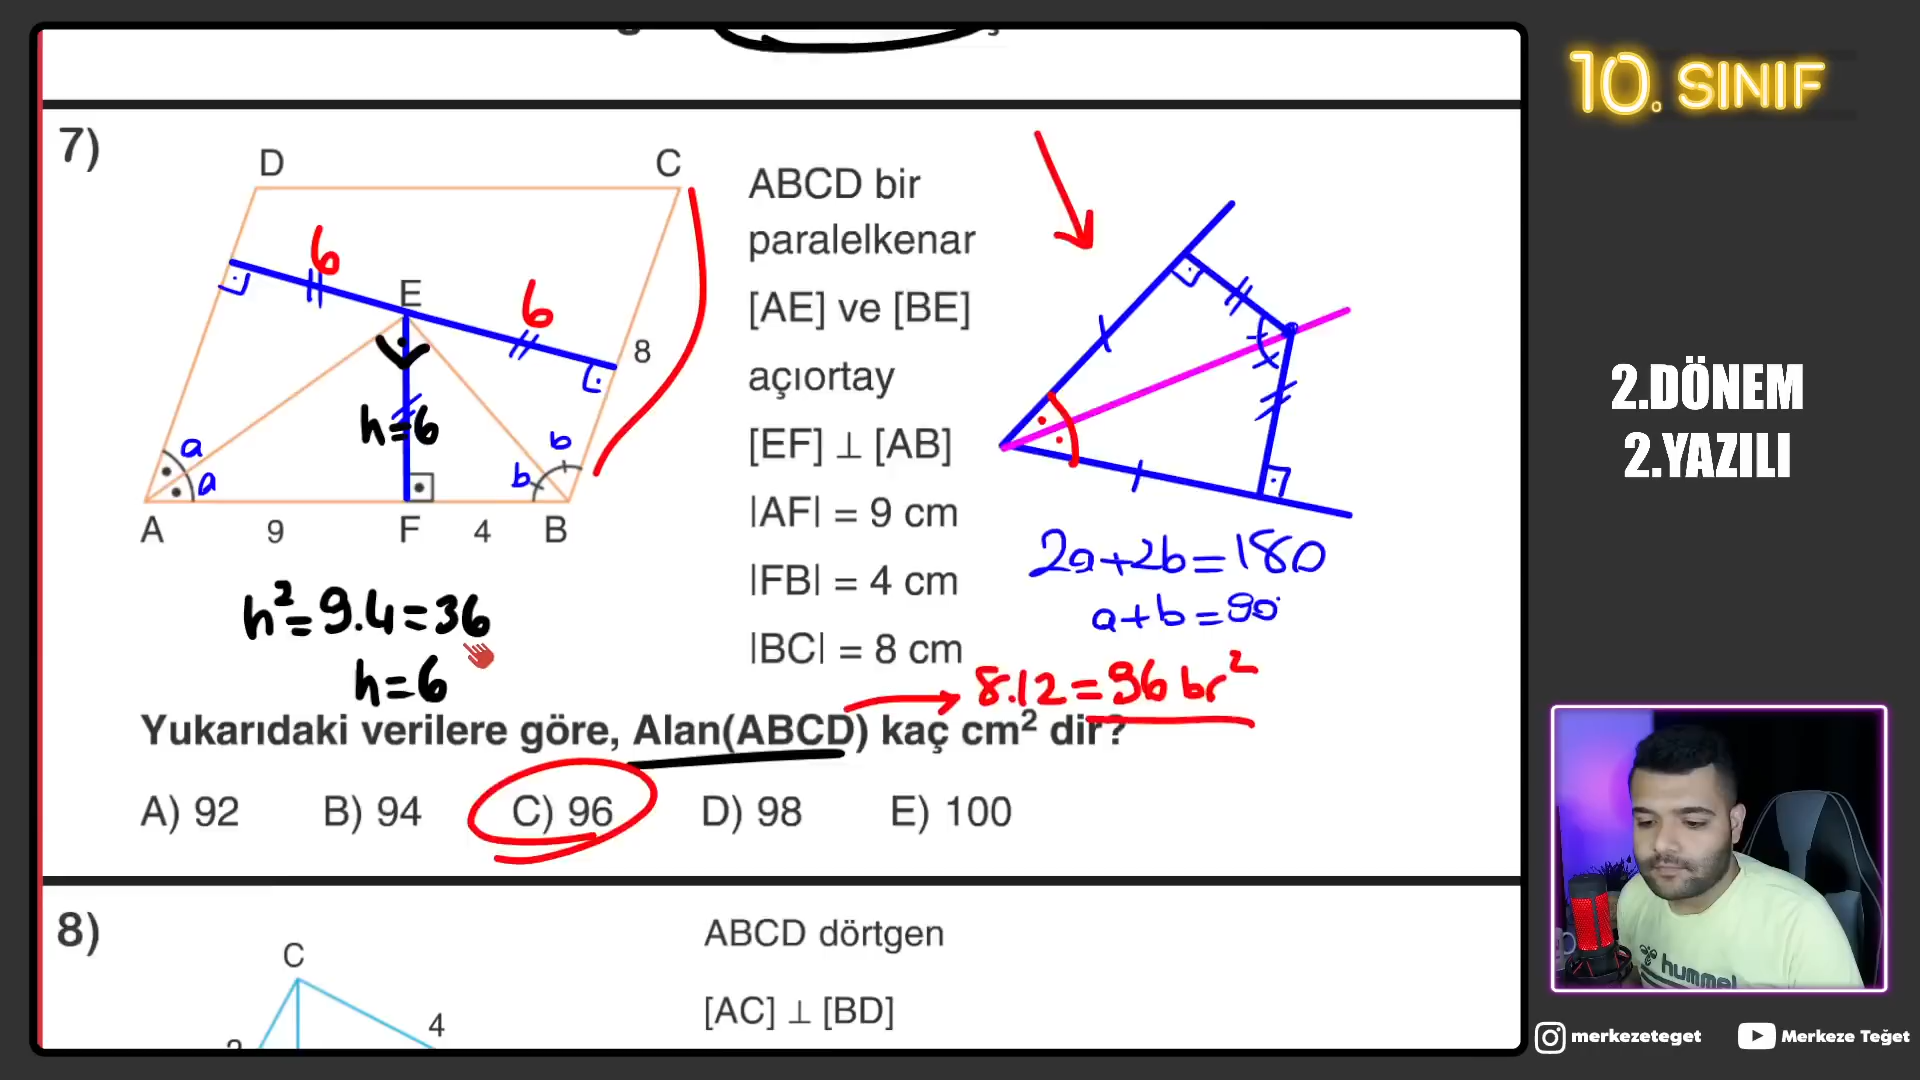 10. SINIF
2.DÖNEM
2.YAZILI
7)
D
C
6
6
E
8
h=6
a
a
b
b
A
9
F
4
B
ABCD bir
paralelkenar
[AE] ve [BE]
açıortay
[EF] ⊥ [AB]
|AF| = 9 cm
|FB| = 4 cm
|BC| = 8 cm
2a+2b=180
a+b=90
h²=9.4=36
h=6
8.12=96 br²
Yukarıdaki verilere göre, Alan(ABCD) kaç cm² dir?
A) 92 B) 94 C) 96 D) 98 E) 100
8)
C
4
ABCD dörtgen
[AC] ⊥ [BD]
hummel
merkezeteget
Merkeze Teğet